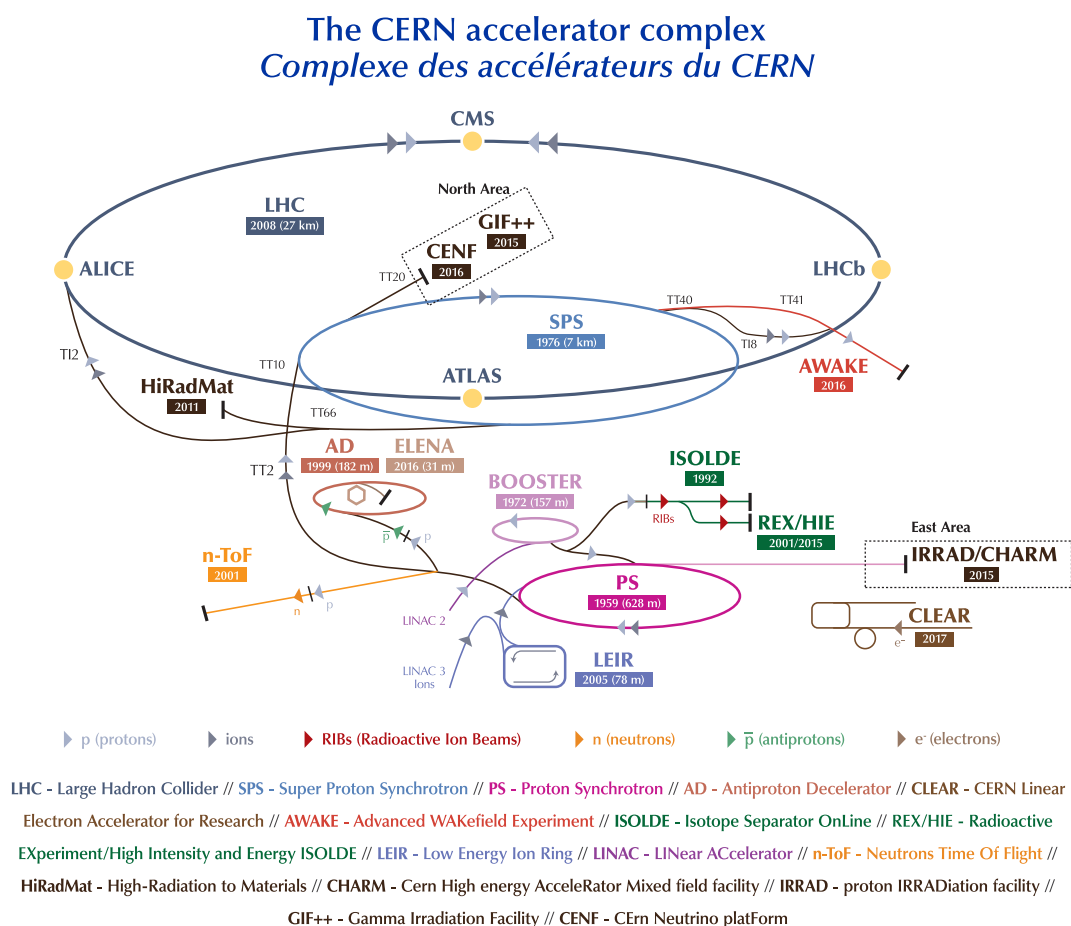 The CERN accelerator complex
Complexe des accélérateurs du CERN
CMS
North Area
LHC
2008 (27 km)
GIF++
2015
CENF
2016
ALICE
LHCb
TT20
TT40
TT41
SPS
1976 (7 km)
TI2
TI8
TT10
ATLAS
AWAKE
2016
HiRadMat
2011
TT66
AD
1999 (182 m)
ELENA
2016 (31 m)
TT2
ISOLDE
1992
BOOSTER
1972 (157 m)
RIBs
REX/HIE
2001/2015
East Area
p
p
n-ToF
2001
IRRAD/CHARM
2015
PS
1959 (628 m)
n
p
LINAC 2
CLEAR
2017
e-
LINAC 3
Ions
LEIR
2005 (78 m)
p (protons)
ions
RIBs (Radioactive Ion Beams)
n (neutrons)
p̅ (antiprotons)
e- (electrons)
LHC - Large Hadron Collider // SPS - Super Proton Synchrotron // PS - Proton Synchrotron // AD - Antiproton Decelerator // CLEAR - CERN Linear
Electron Accelerator for Research // AWAKE - Advanced WAKefield Experiment // ISOLDE - Isotope Separator OnLine // REX/HIE - Radioactive
EXperiment/High Intensity and Energy ISOLDE // LEIR - Low Energy Ion Ring // LINAC - LINear ACcelerator // n-ToF - Neutrons Time Of Flight //
HiRadMat - High-Radiation to Materials // CHARM - Cern High energy AcceleRator Mixed field facility // IRRAD - proton IRRADiation facility //
GIF++ - Gamma Irradiation Facility // CENF - CErn Neutrino platForm